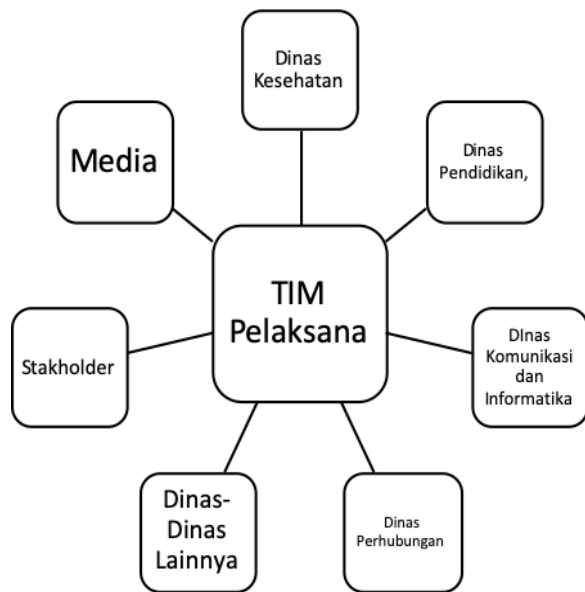 Dinas
Kesehatan
Media
Dinas
Pendidikan,
TIM
Pelaksana
DInas
Komunikasi
dan
Informatika
Stakholder
Dinas-
Dinas
Lainnya
Dinas
Perhubungan